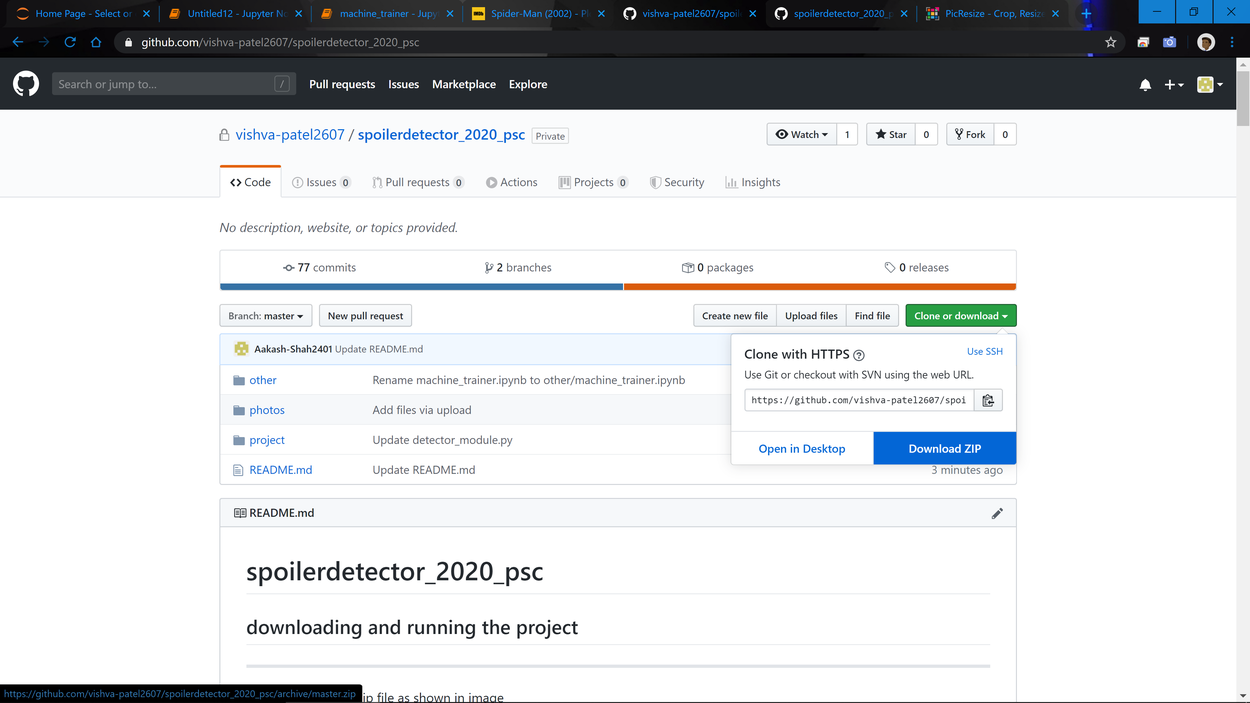 Home Page - Select or
Untitled12 - Jupyter No
machine_trainer - Jupy
Spider-Man (2002) - Pl
vishva-patel2607/spoil
spoilerdetector_2020_p
PicResize - Crop, Resize
github.com/vishva-patel2607/spoilerdetector_2020_psc
Search or jump to... /
Pull requests Issues Marketplace Explore
vishva-patel2607 / spoilerdetector_2020_psc Private
Watch 1 Star 0 Fork 0
Code Issues 0 Pull requests 0 Actions Projects 0 Security Insights
No description, website, or topics provided.
77 commits 2 branches 0 packages 0 releases
Branch: master New pull request Create new file Upload files Find file Clone or download
Aakash-Shah2401 Update README.md
other Rename machine_trainer.ipynb to other/machine_trainer.ipynb
photos Add files via upload
project Update detector_module.py
README.md Update README.md 3 minutes ago
Clone with HTTPS Use SSH
Use Git or checkout with SVN using the web URL.
https://github.com/vishva-patel2607/spoi
Open in Desktop Download ZIP
README.md
spoilerdetector_2020_psc
downloading and running the project
ip file as shown in image
https://github.com/vishva-patel2607/spoilerdetector_2020_psc/archive/master.zip